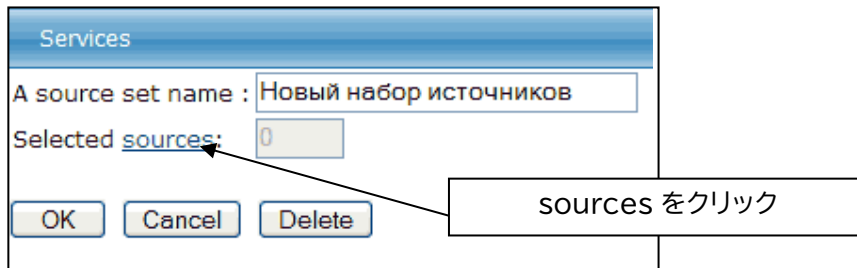 Services
A source set name : Новый набор источников
Selected sources: 0
OK Cancel Delete
sources をクリック